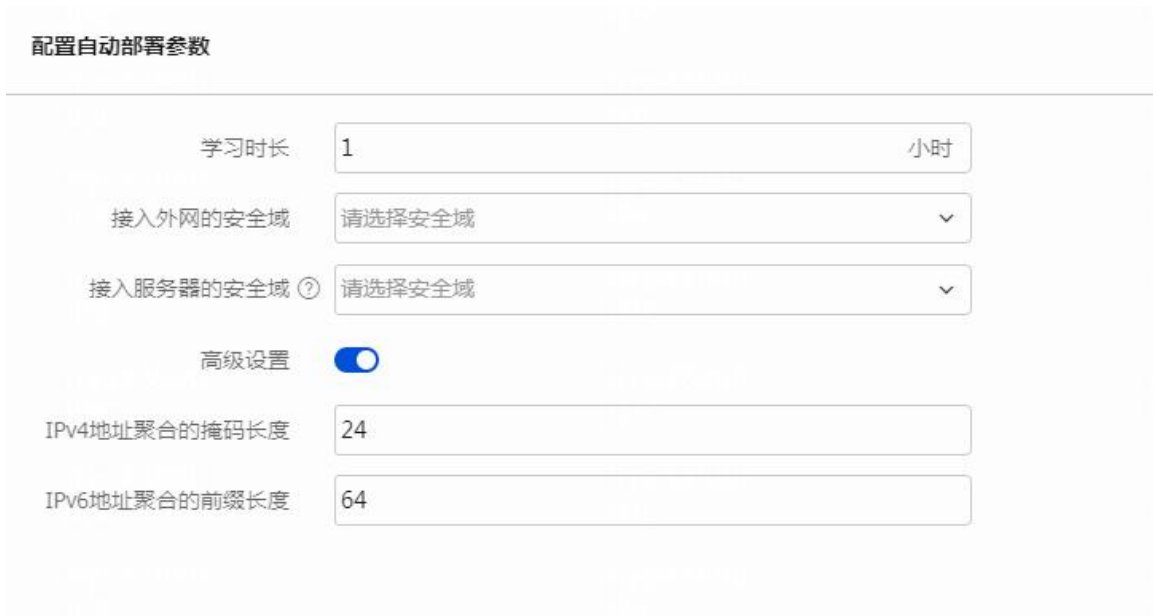 配置自动部署参数
学习时长 1 小时
接入外网的安全域 请选择安全域
接入服务器的安全域 ? 请选择安全域
高级设置
IPv4地址聚合的掩码长度 24
IPv6地址聚合的前缀长度 64